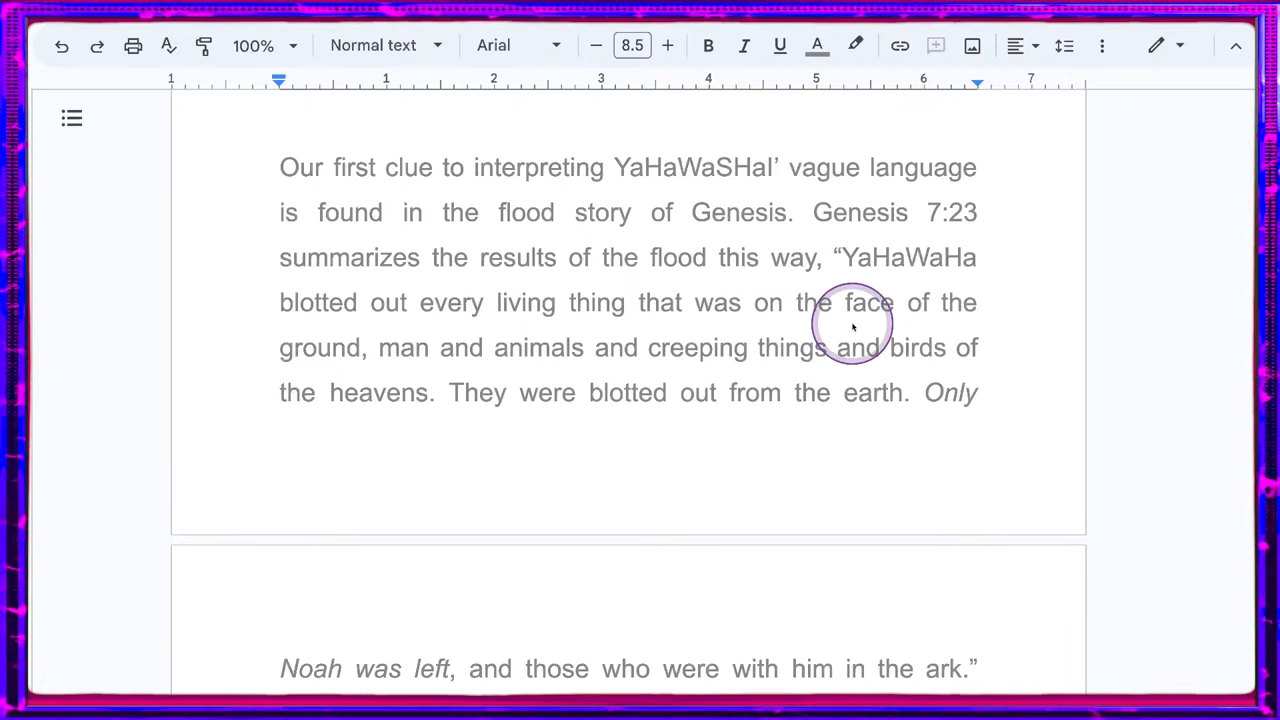 100% Normal text Arial − 8.5 + B I U A
1 1 2 3 4 5 6 7
Our first clue to interpreting YaHaWaSHaI’ vague language
is found in the flood story of Genesis. Genesis 7:23
summarizes the results of the flood this way, ‘YaHaWaHa
blotted out every living thing that was on the face of the
ground, man and animals and creeping things and birds of
the heavens. They were blotted out from the earth. Only
Noah was left, and those who were with him in the ark.”